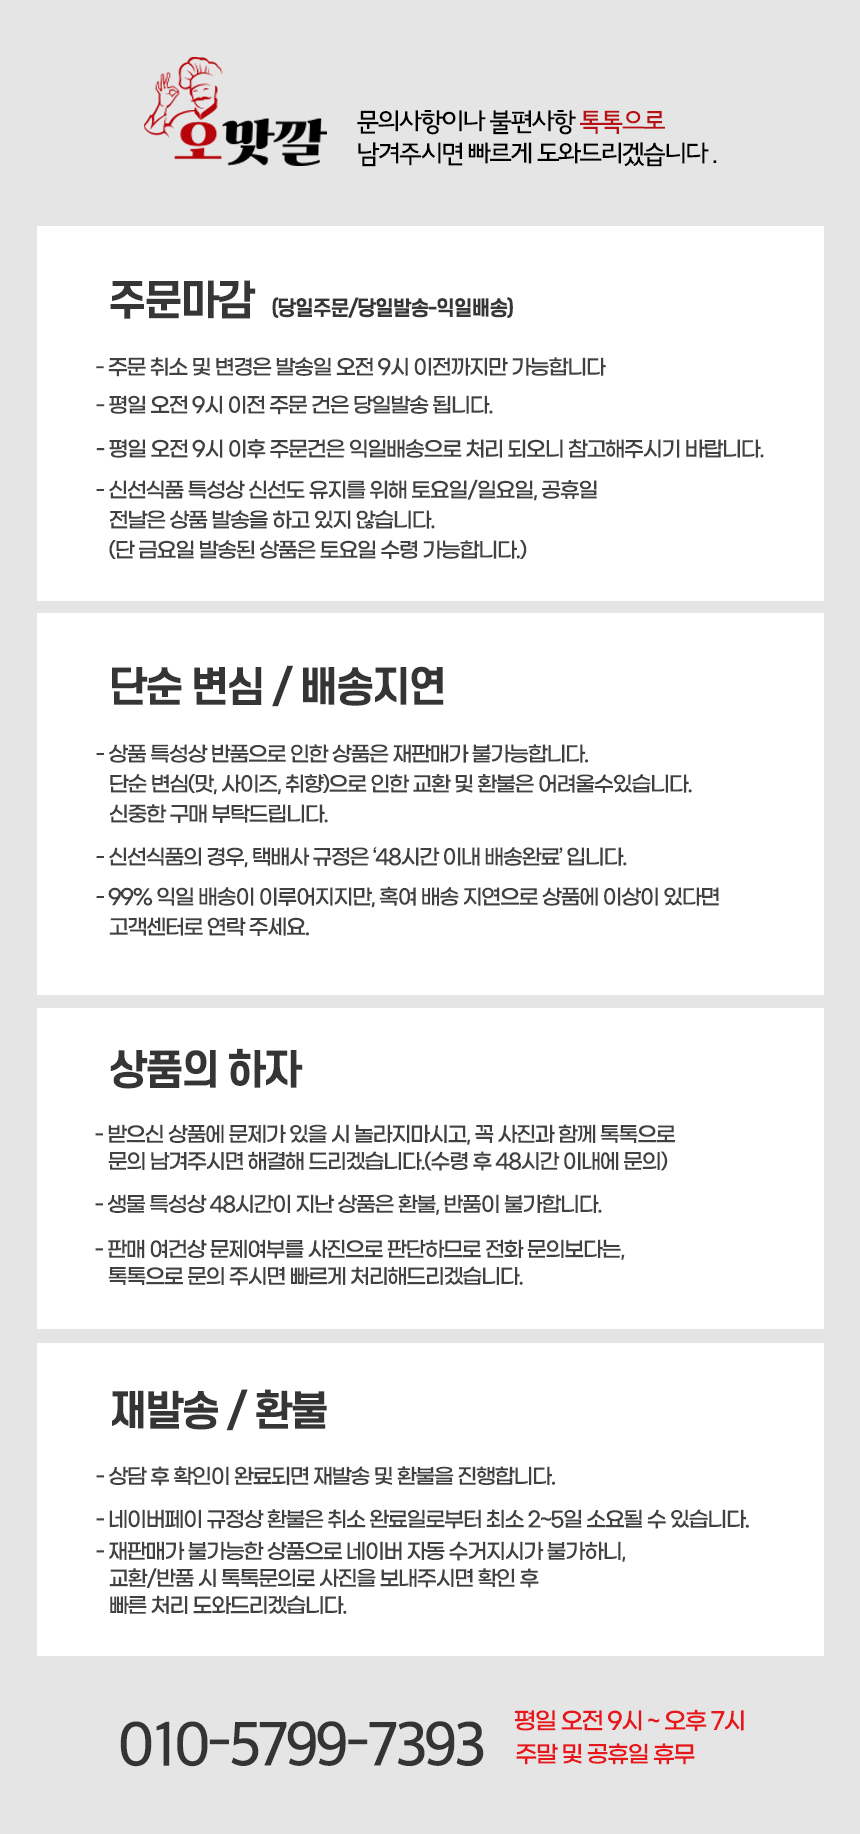 오맛깔
문의사항이나 불편사항 톡톡으로
남겨주시면 빠르게 도와드리겠습니다 .
주문마감 (당일주문/당일발송-익일배송)
- 주문 취소 및 변경은 발송일 오전 9시 이전까지만 가능합니다
- 평일 오전 9시 이전 주문 건은 당일발송 됩니다.
- 평일 오전 9시 이후 주문건은 익일배송으로 처리 되오니 참고해주시기 바랍니다.
- 신선식품 특성상 신선도 유지를 위해 토요일/일요일, 공휴일
전날은 상품 발송을 하고 있지 않습니다.
(단 금요일 발송된 상품은 토요일 수령 가능합니다.)
단순 변심 / 배송지연
- 상품 특성상 반품으로 인한 상품은 재판매가 불가능합니다.
단순 변심(맛, 사이즈, 취향)으로 인한 교환 및 환불은 어려울수있습니다.
신중한 구매 부탁드립니다.
- 신선식품의 경우, 택배사 규정은 ‘48시간 이내 배송완료’ 입니다.
- 99% 익일 배송이 이루어지지만, 혹여 배송 지연으로 상품에 이상이 있다면
고객센터로 연락 주세요.
상품의 하자
- 받으신 상품에 문제가 있을 시 놀라지마시고, 꼭 사진과 함께 톡톡으로
문의 남겨주시면 해결해 드리겠습니다.(수령 후 48시간 이내에 문의)
- 생물 특성상 48시간이 지난 상품은 환불, 반품이 불가합니다.
- 판매 여건상 문제여부를 사진으로 판단하므로 전화 문의보다는,
톡톡으로 문의 주시면 빠르게 처리해드리겠습니다.
재발송 / 환불
- 상담 후 확인이 완료되면 재발송 및 환불을 진행합니다.
- 네이버페이 규정상 환불은 취소 완료일로부터 최소 2~5일 소요될 수 있습니다.
- 재판매가 불가능한 상품으로 네이버 자동 수거지시가 불가하니,
교환/반품 시 톡톡문의로 사진을 보내주시면 확인 후
빠른 처리 도와드리겠습니다.
010-5799-7393
평일 오전 9시 ~ 오후 7시
주말 및 공휴일 휴무